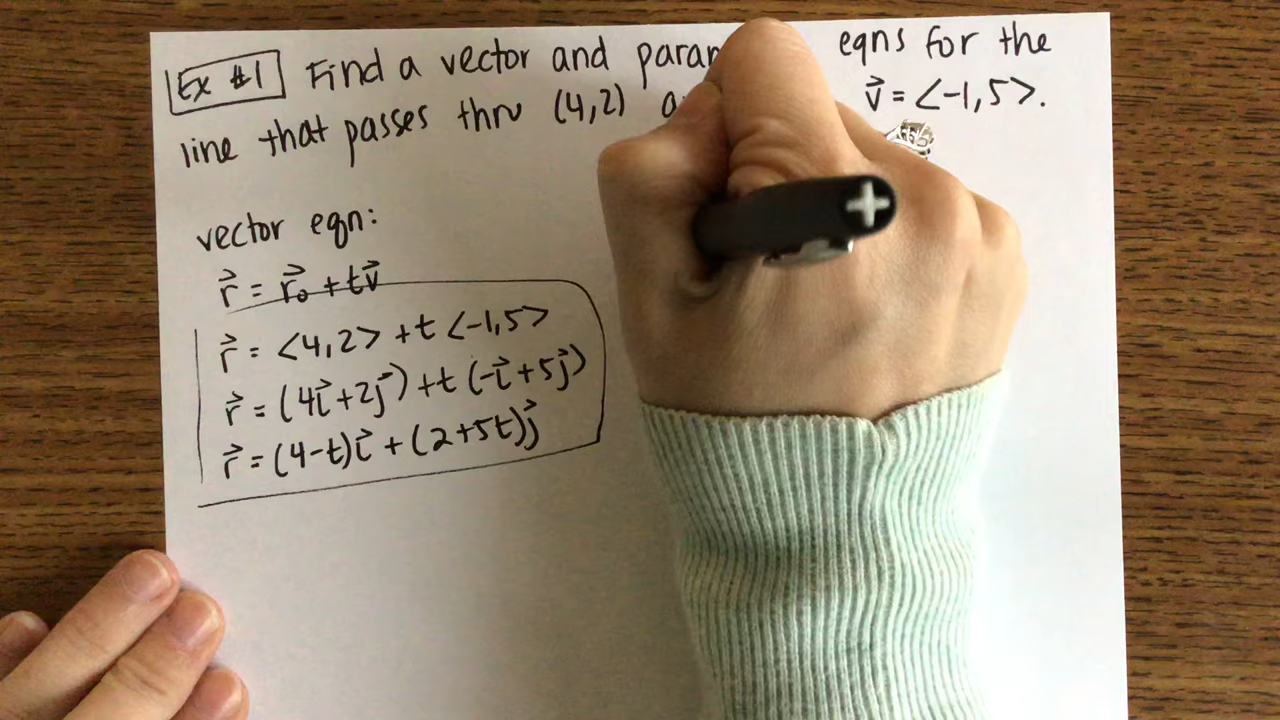 Ex #1 Find a vector and param eqns for the
line that passes thru (4,2) v⃗ = <-1,5>.
vector eqn:
r⃗ = r⃗₀ + tv⃗
r⃗ = <4,2> + t <-1,5>
r⃗ = (4i⃗+2j⃗) + t (-i⃗+5j⃗)
r⃗ = (4-t)i⃗ + (2+5t)j⃗